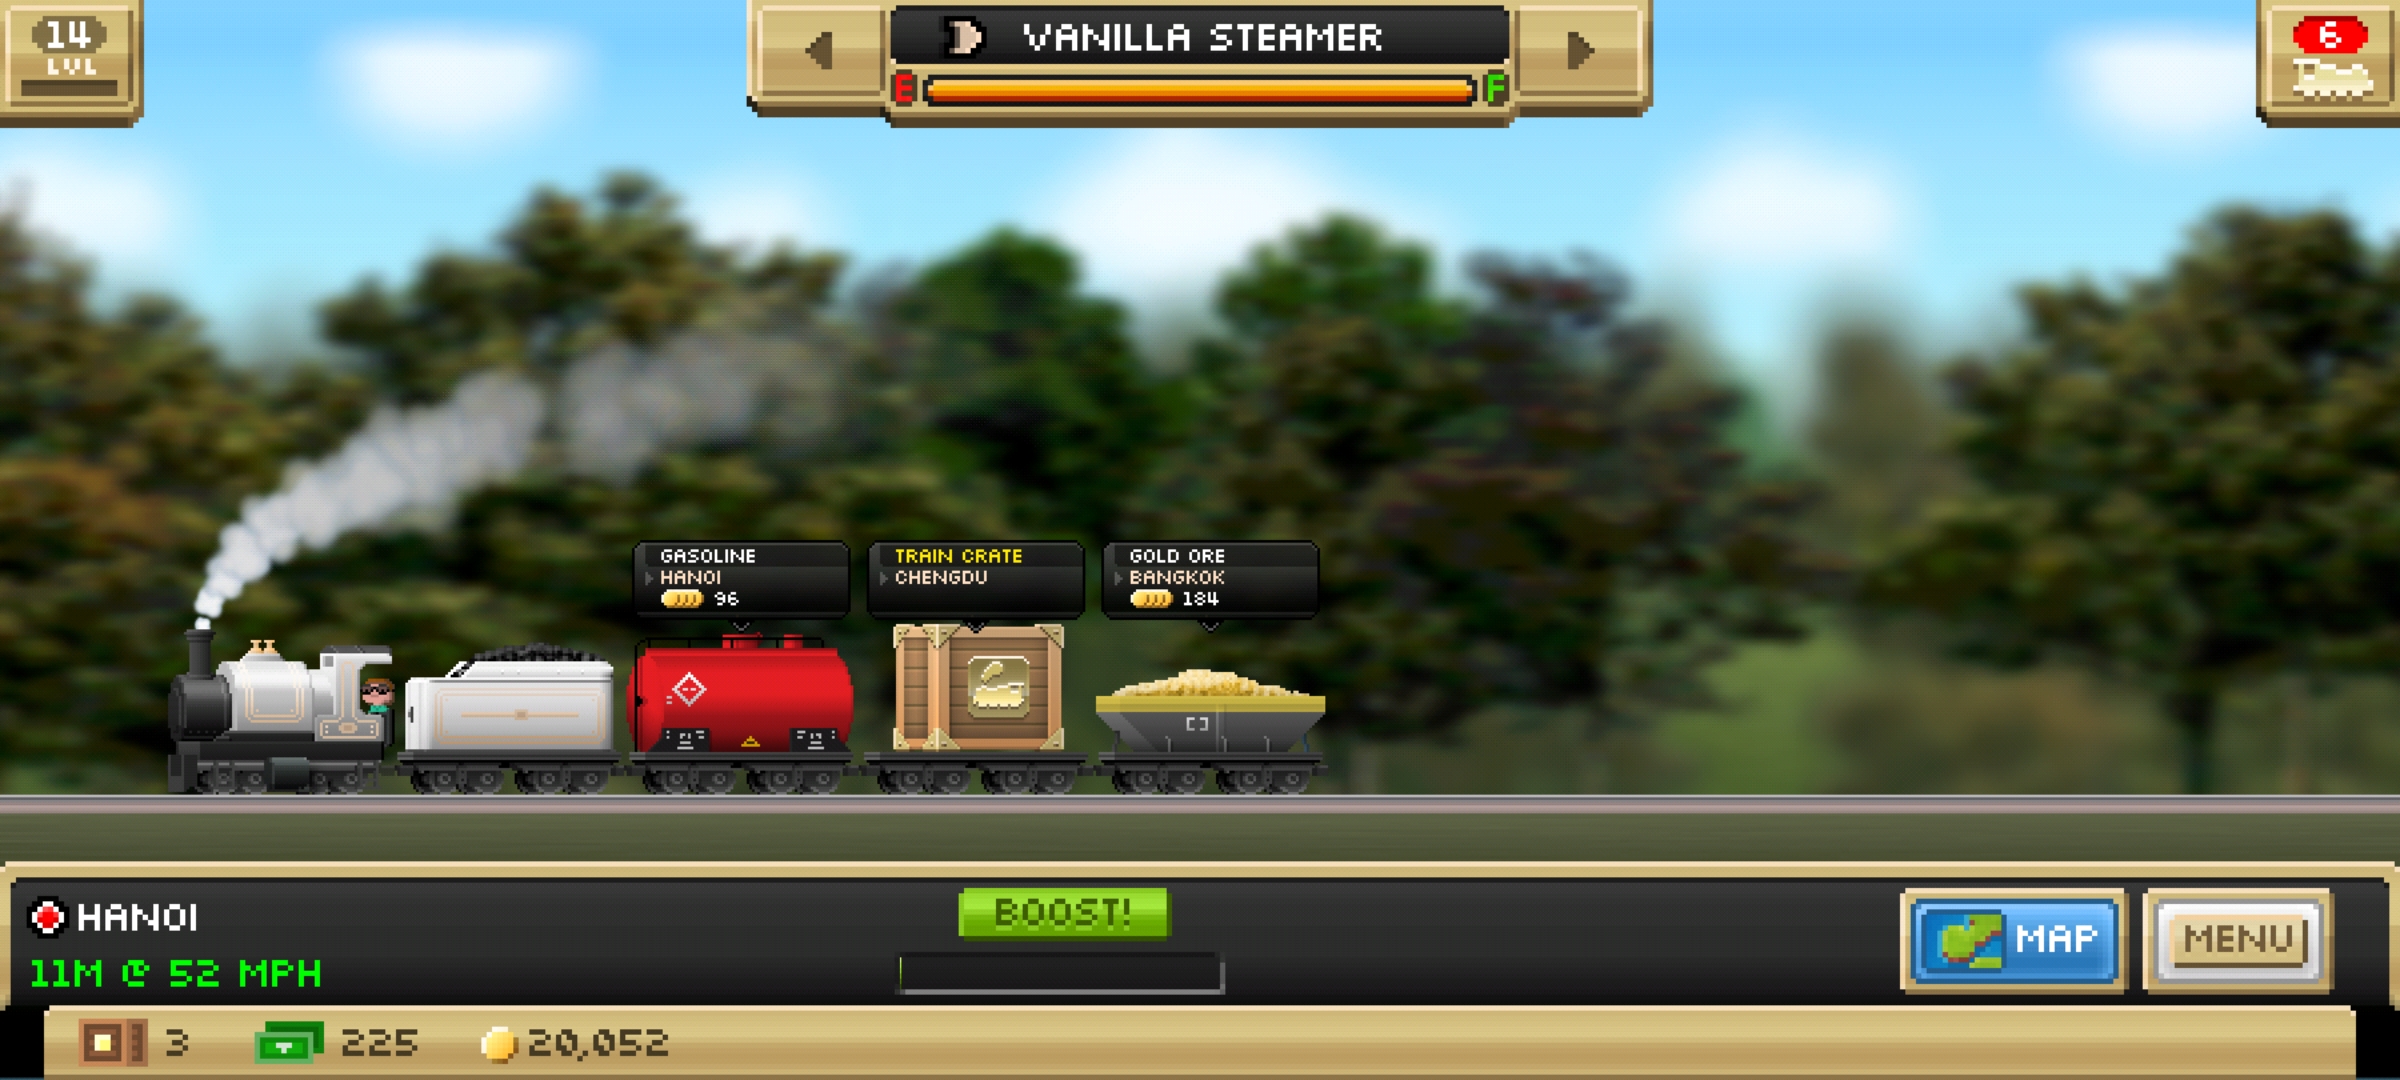 14
LVL
VANILLA STEAMER
E F
6
GASOLINE
HANOI
96
TRAIN CRATE
CHENGDU
GOLD ORE
BANGKOK
184
HANOI
11M @ 52 MPH
BOOST!
MAP
MENU
3
225
20,052